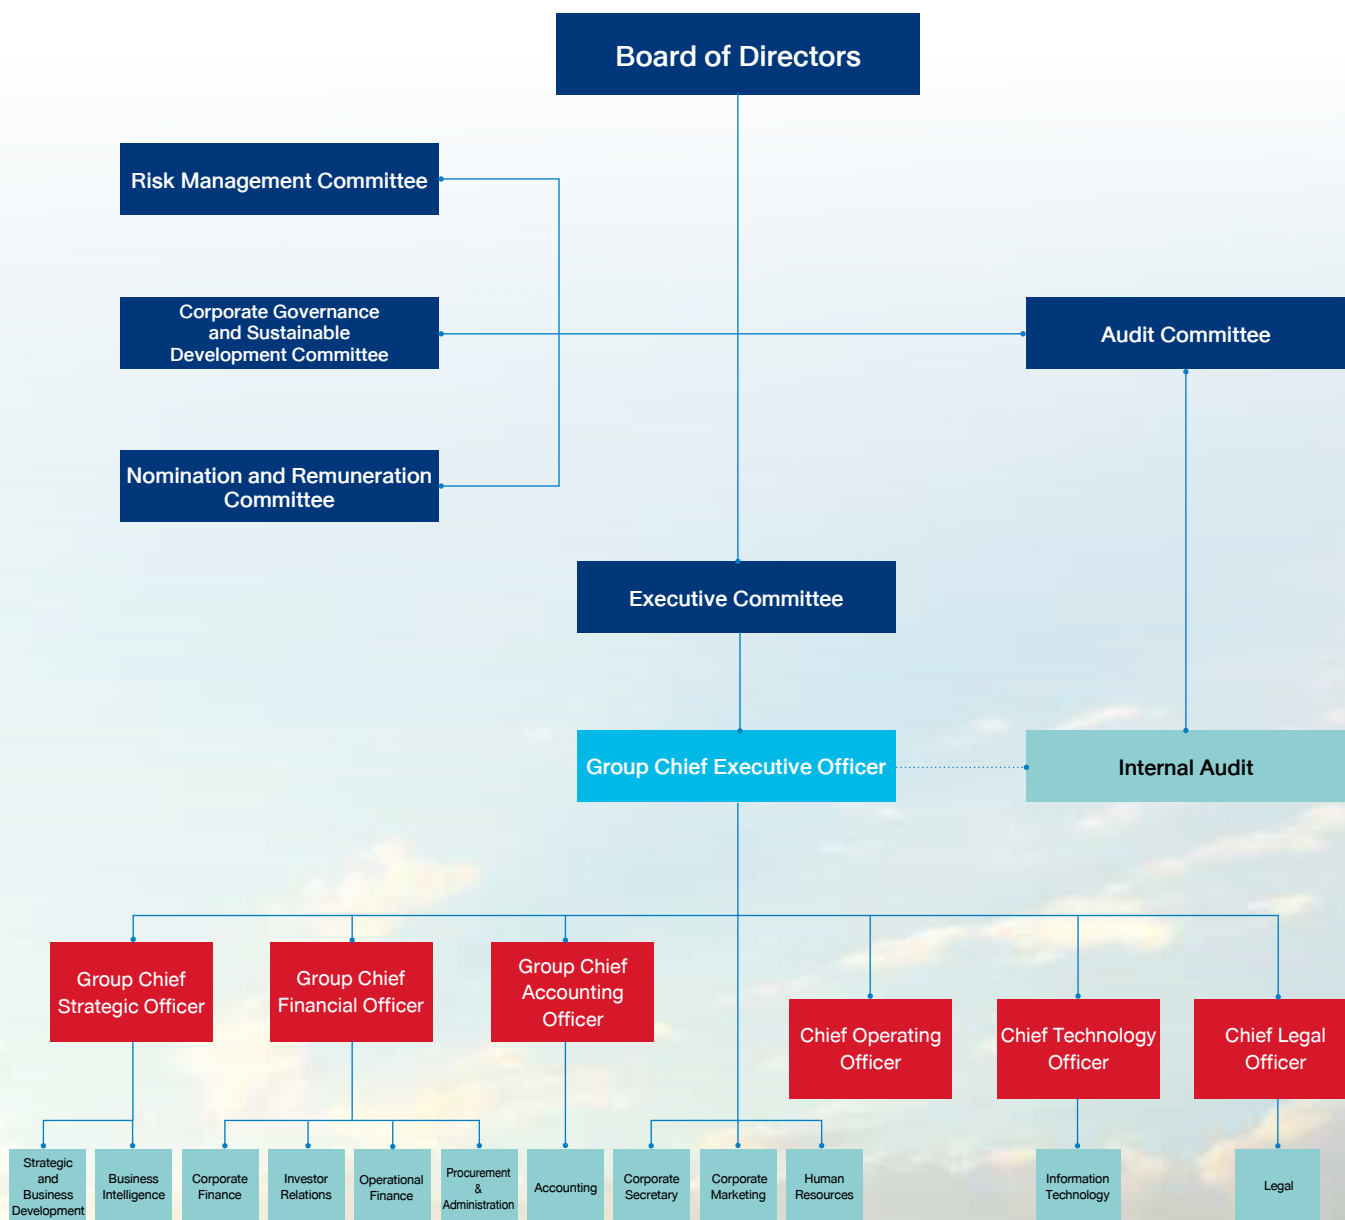 Board of Directors
Risk Management Committee
Corporate Governance
and Sustainable
Development Committee
Audit Committee
Nomination and Remuneration
Committee
Executive Committee
Group Chief Executive Officer
Internal Audit
Group Chief
Strategic Officer
Group Chief
Financial Officer
Group Chief
Accounting
Officer
Chief Operating
Officer
Chief Technology
Officer
Chief Legal
Officer
Strategic
and
Business
Development
Business
Intelligence
Corporate
Finance
Investor
Relations
Operational
Finance
Procurement
&
Administration
Accounting
Corporate
Secretary
Corporate
Marketing
Human
Resources
Information
Technology
Legal